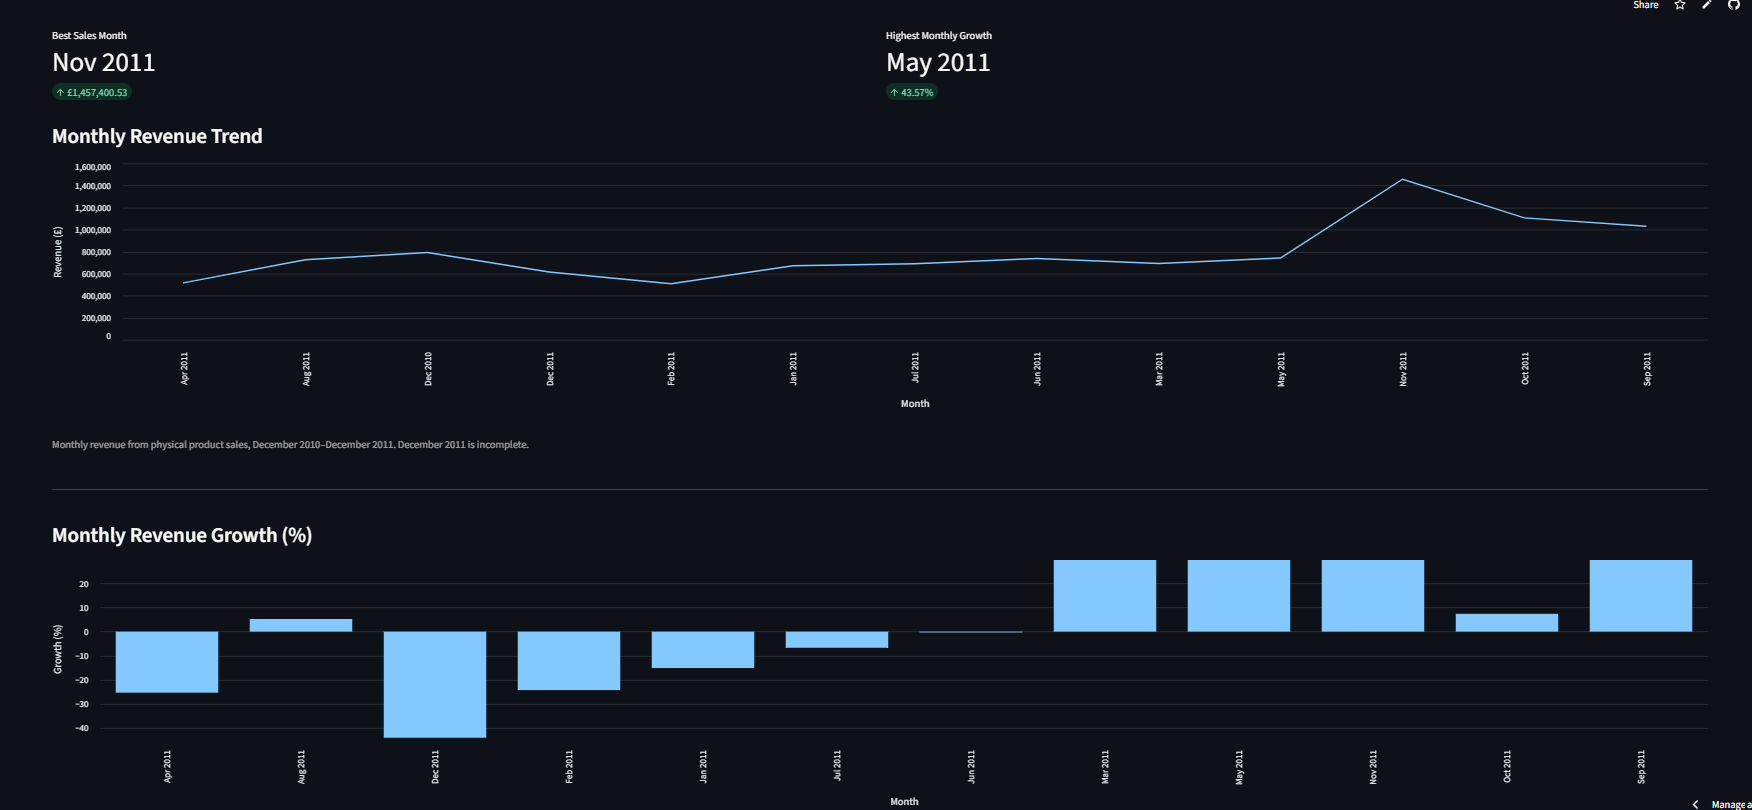 Share
Best Sales Month
Highest Monthly Growth
Nov 2011
May 2011
↑ £1,457,400.53
↑ 43.57%
Monthly Revenue Trend
1,600,000
1,400,000
1,200,000
1,000,000
800,000
600,000
400,000
200,000
0
Revenue (£)
Apr 2011
Aug 2011
Dec 2010
Dec 2011
Feb 2011
Jan 2011
Jul 2011
Jun 2011
Mar 2011
May 2011
Nov 2011
Oct 2011
Sep 2011
Month
Monthly revenue from physical product sales, December 2010–December 2011. December 2011 is incomplete.
Monthly Revenue Growth (%)
20
10
0
−10
−20
−30
−40
Growth (%)
Apr 2011
Aug 2011
Dec 2011
Feb 2011
Jan 2011
Jul 2011
Jun 2011
Mar 2011
May 2011
Nov 2011
Oct 2011
Sep 2011
Month
Manage a